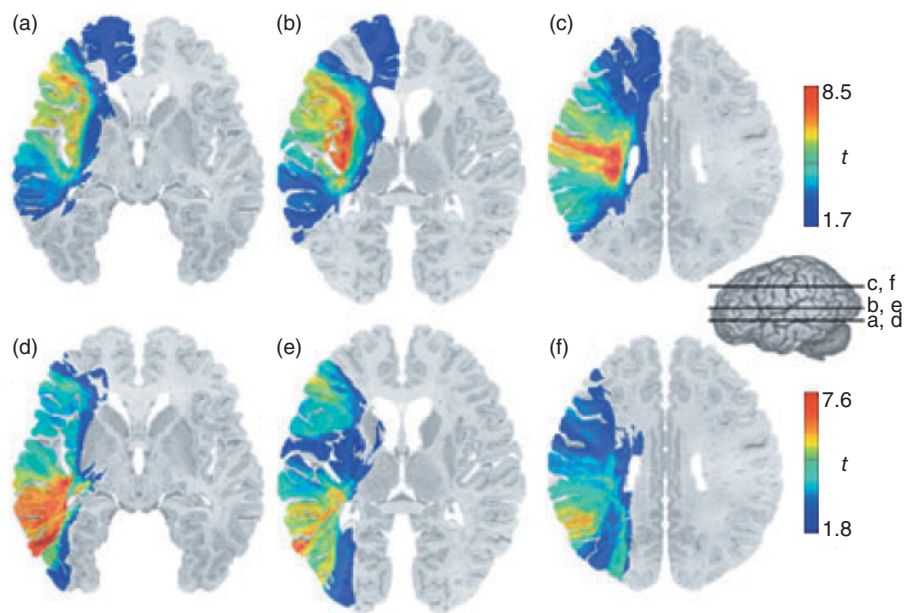 (a)
(b)
(c)
8.5
t
1.7
c, f
b, e
a, d
(d)
(e)
(f)
7.6
t
1.8